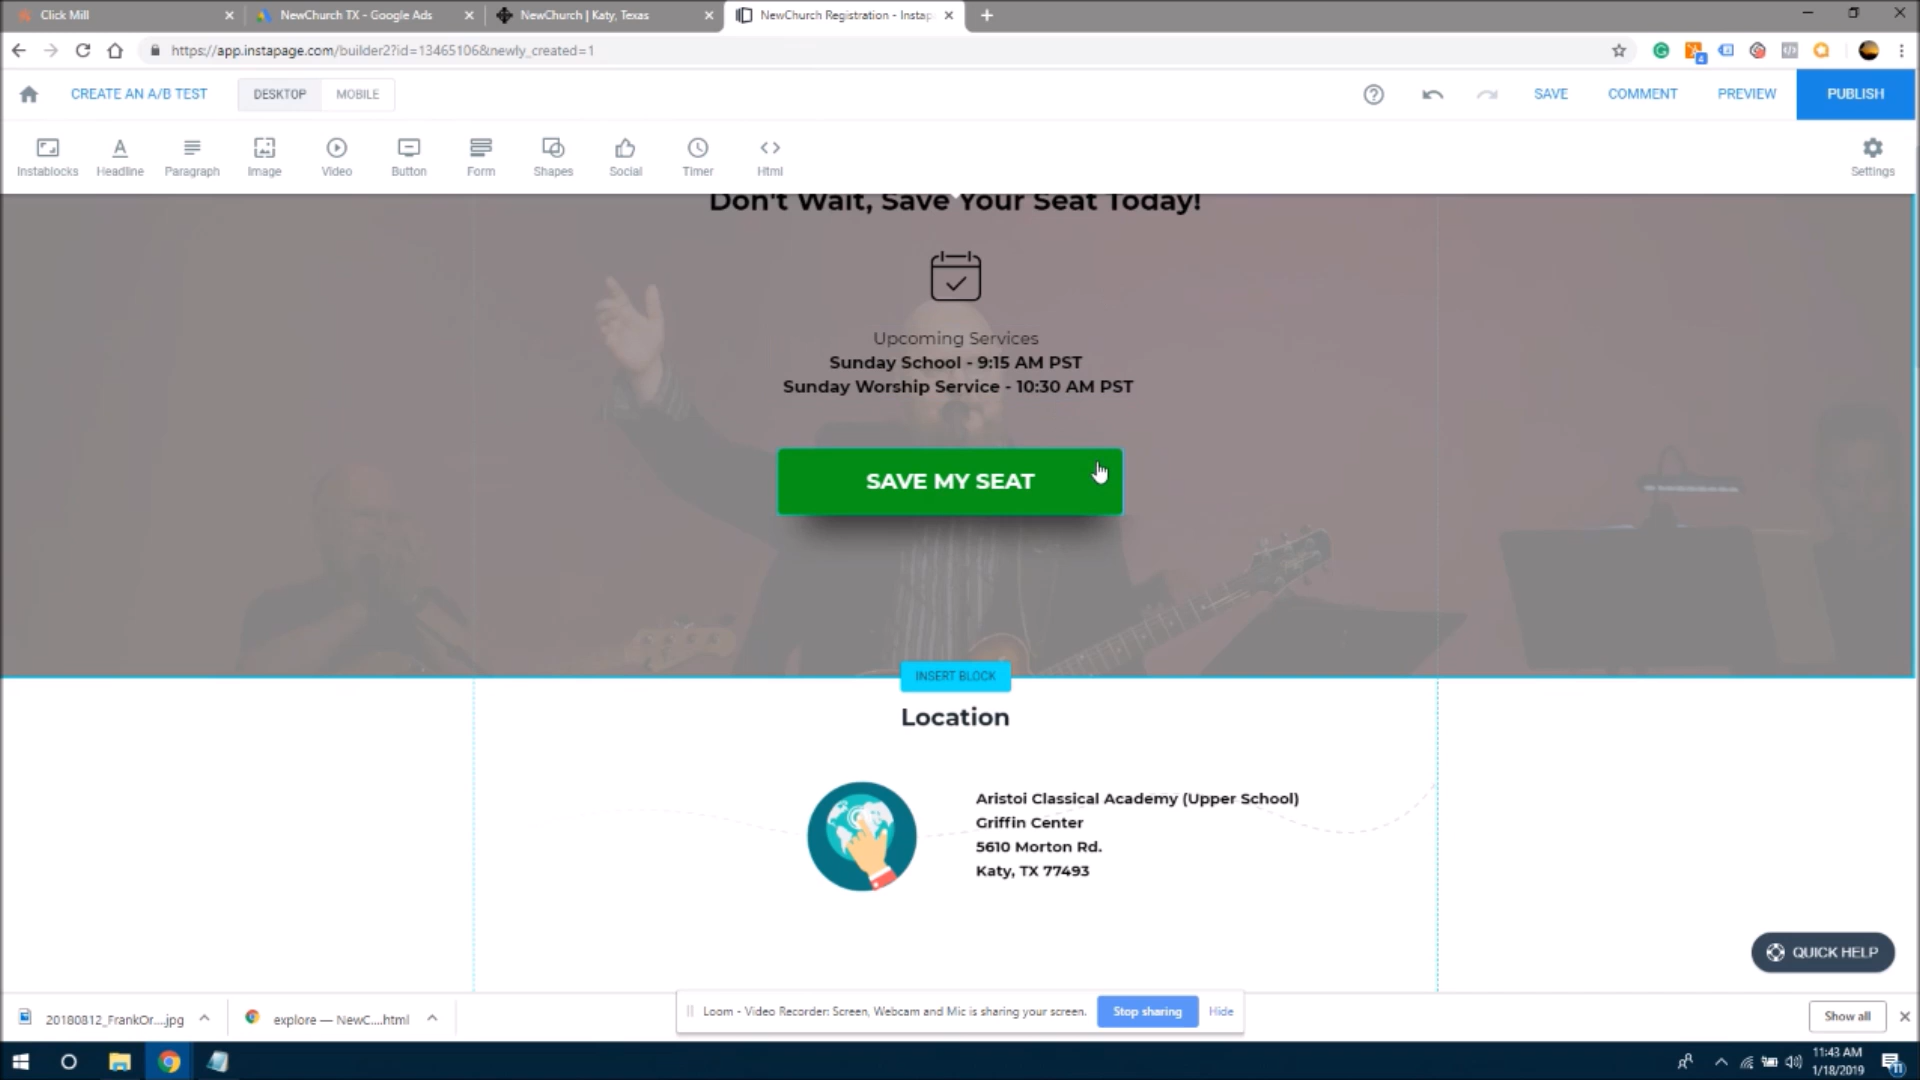 Click Mill
NewChurch TX - Google Ads
NewChurch | Katy, Texas
NewChurch Registration - Instap
https://app.instapage.com/builder2?id=13465106&newly_created=1
CREATE AN A/B TEST
DESKTOP
MOBILE
SAVE
COMMENT
PREVIEW
PUBLISH
Instablocks
Headline
Paragraph
Image
Video
Button
Form
Shapes
Social
Timer
Html
Settings
Don't Wait, Save Your Seat Today!
Upcoming Services
Sunday School - 9:15 AM PST
Sunday Worship Service - 10:30 AM PST
SAVE MY SEAT
INSERT BLOCK
Location
Aristoi Classical Academy (Upper School)
Griffin Center
5610 Morton Rd.
Katy, TX 77493
QUICK HELP
20180812_FrankOr....jpg
explore — NewC....html
Loom - Video Recorder: Screen, Webcam and Mic is sharing your screen.
Stop sharing
Hide
Show all
11:43 AM
1/18/2019